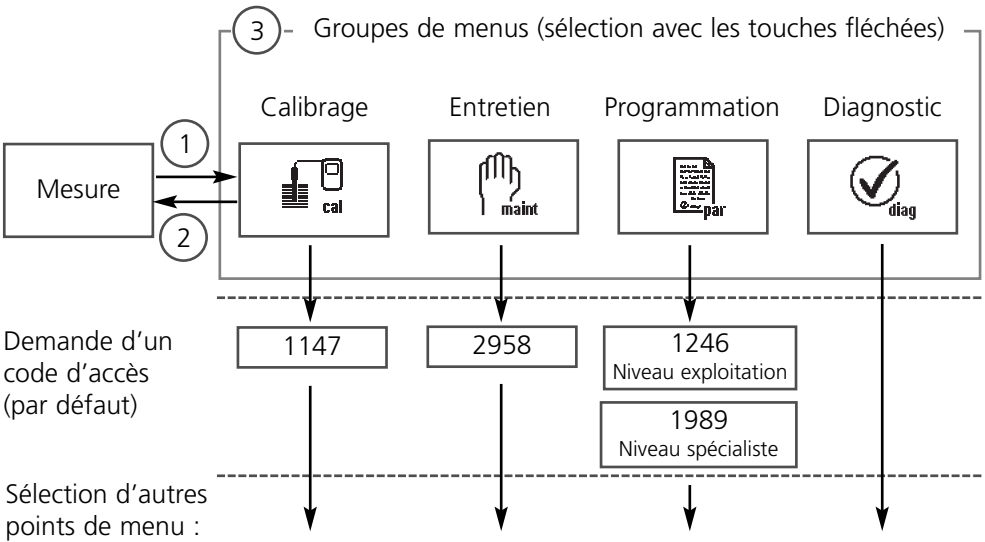 3
Groupes de menus (sélection avec les touches fléchées)
Calibrage
Entretien
Programmation
Diagnostic
Mesure
1
2
cal
maint
par
diag
Demande d’un
code d’accès
(par défaut)
1147
2958
1246
Niveau exploitation
1989
Niveau spécialiste
Sélection d’autres
points de menu :